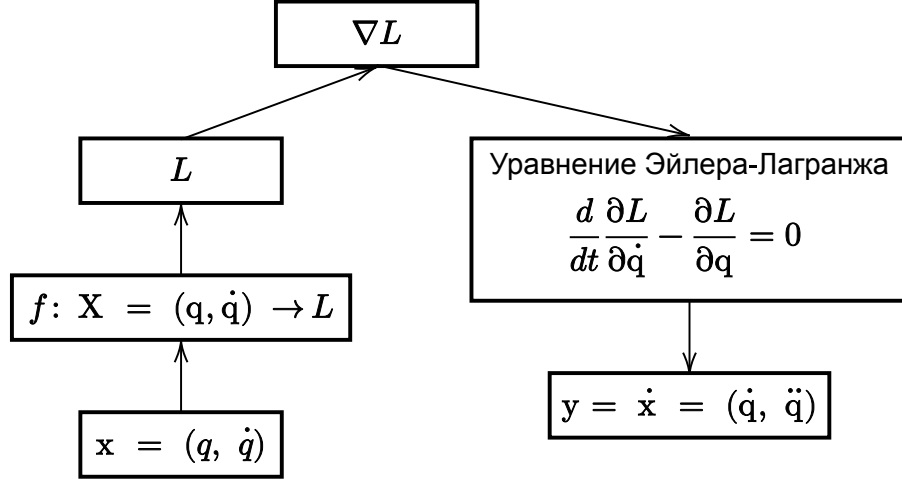 ∇L
L
f: X = (q, q̇) → L
x = (q, q̇)
Уравнение Эйлера-Лагранжа
d/dt ∂L/∂q̇ − ∂L/∂q = 0
y = ẋ = (q̇, q̈)